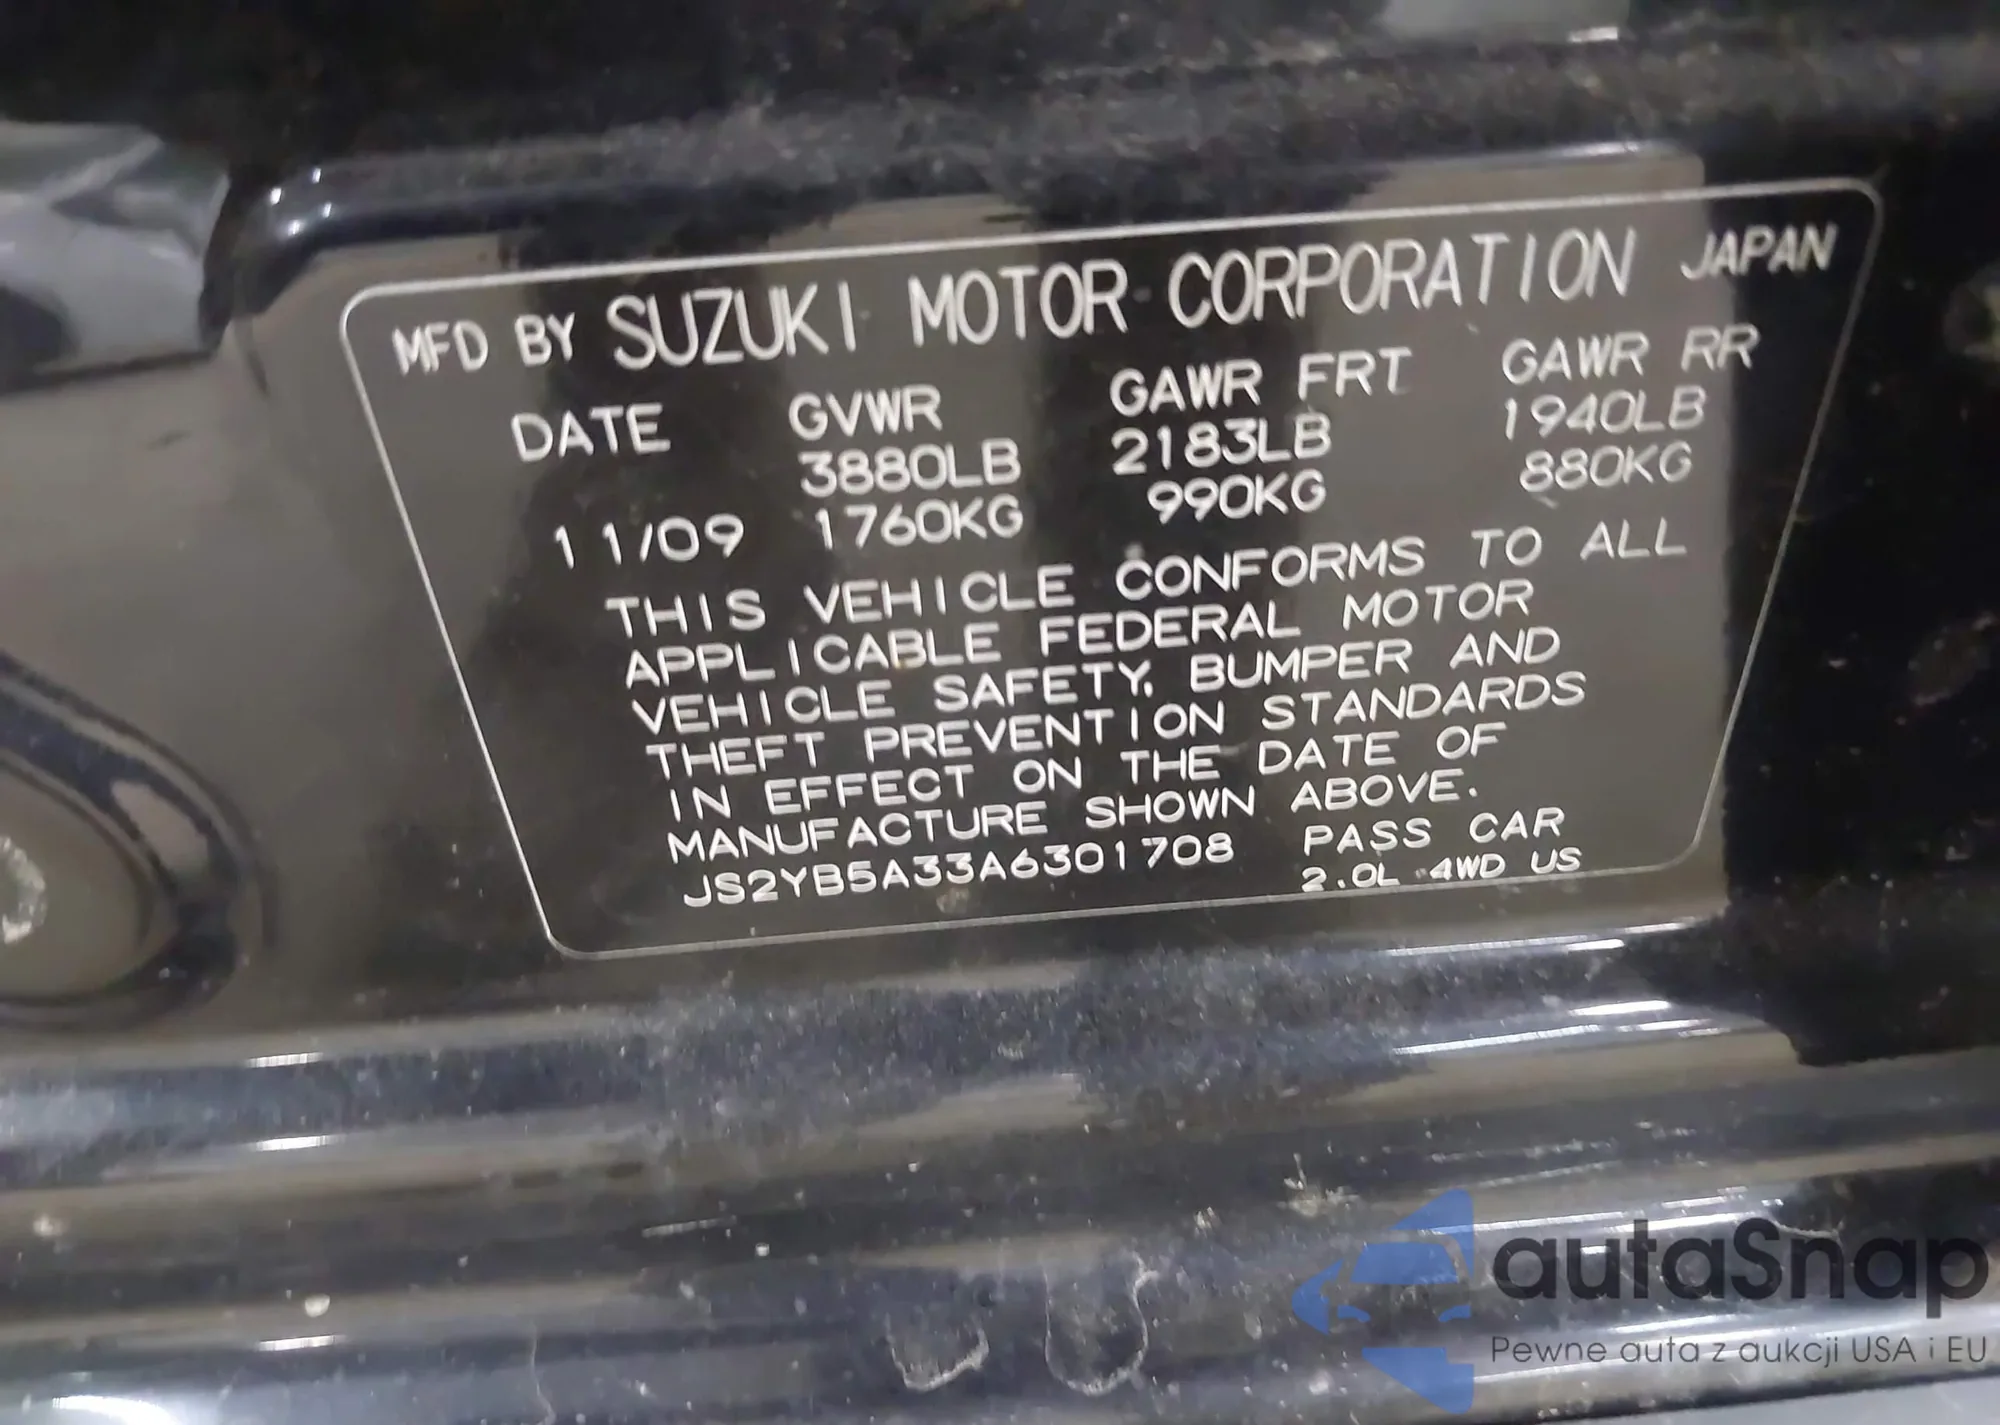 MFD BY SUZUKI MOTOR CORPORATION JAPAN
DATE GVWR GAWR FRT GAWR RR
3880LB 2183LB 1940LB
11/09 1760KG 990KG 880KG
THIS VEHICLE CONFORMS TO ALL
APPLICABLE FEDERAL MOTOR
VEHICLE SAFETY, BUMPER AND
THEFT PREVENTION STANDARDS
IN EFFECT ON THE DATE OF
MANUFACTURE SHOWN ABOVE.
JS2YB5A33A6301708 PASS CAR
2.0L 4WD US
autaSnap
Pewne auta z aukcji USA i EU